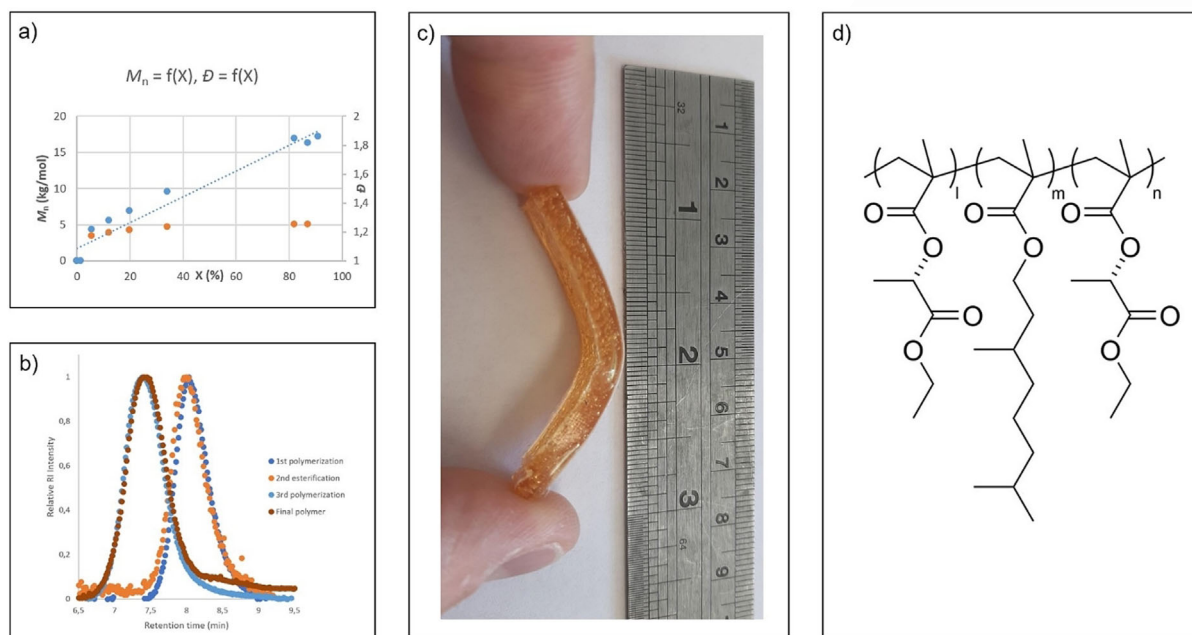 a)
Mn = f(X), Đ = f(X)
20
15
10
5
0
Mn (kg/mol)
2
1,8
1,6
1,4
1,2
1
Đ
0
20
40
60
80
100
X (%)
b)
1
0,8
0,6
0,4
0,2
0
Relative RI Intensity
1st polymerization
2nd esterification
3rd polymerization
Final polymer
6,5
7
7,5
8
8,5
9
9,5
Retention time (min)
c)
32
1
2
3
64
1
2
3
4
5
6
7
8
9
d)
l
m
n
O
O
O
O
O
O
O
O
O
O